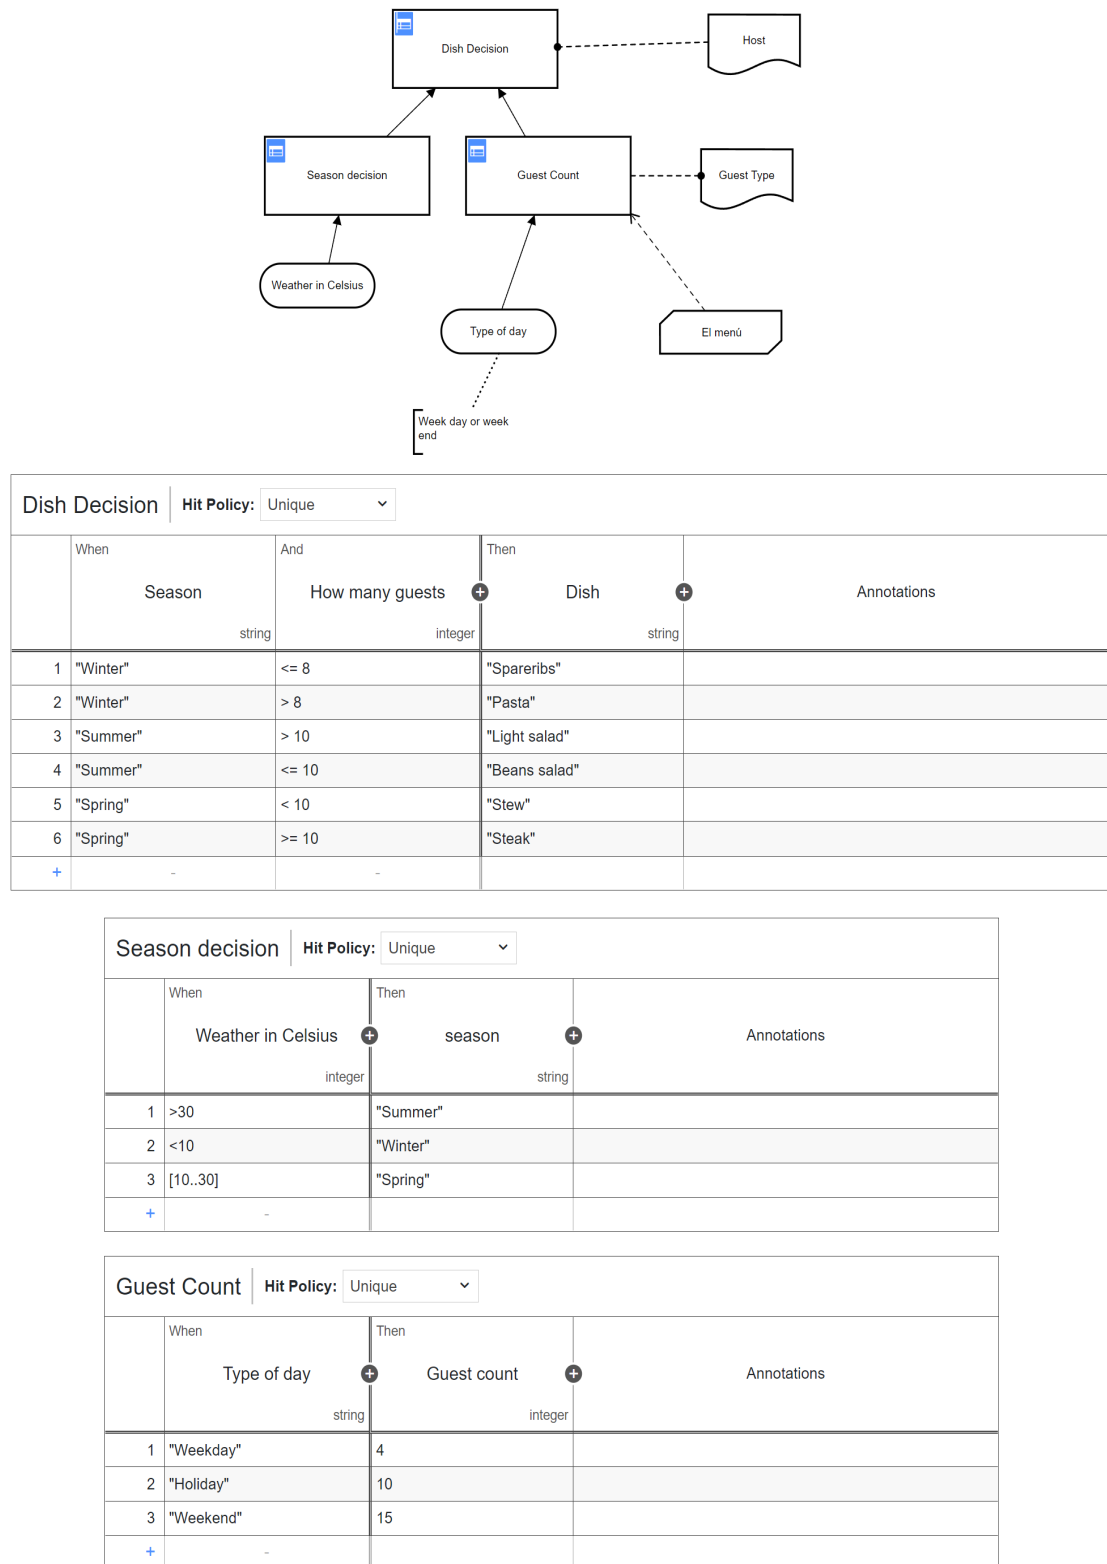 Dish Decision
Host
Season decision
Guest Count
Guest Type
Weather in Celsius
Type of day
El menú
Week day or week
end
Dish Decision Hit Policy: Unique
When And Then
Season How many guests + Dish + Annotations
string integer string
1 "Winter" <= 8 "Spareribs"
2 "Winter" > 8 "Pasta"
3 "Summer" > 10 "Light salad"
4 "Summer" <= 10 "Beans salad"
5 "Spring" < 10 "Stew"
6 "Spring" >= 10 "Steak"
+ - -
Season decision Hit Policy: Unique
When Then
Weather in Celsius + season + Annotations
integer string
1 >30 "Summer"
2 <10 "Winter"
3 [10..30] "Spring"
+ -
Guest Count Hit Policy: Unique
When Then
Type of day + Guest count + Annotations
string integer
1 "Weekday" 4
2 "Holiday" 10
3 "Weekend" 15
+ -